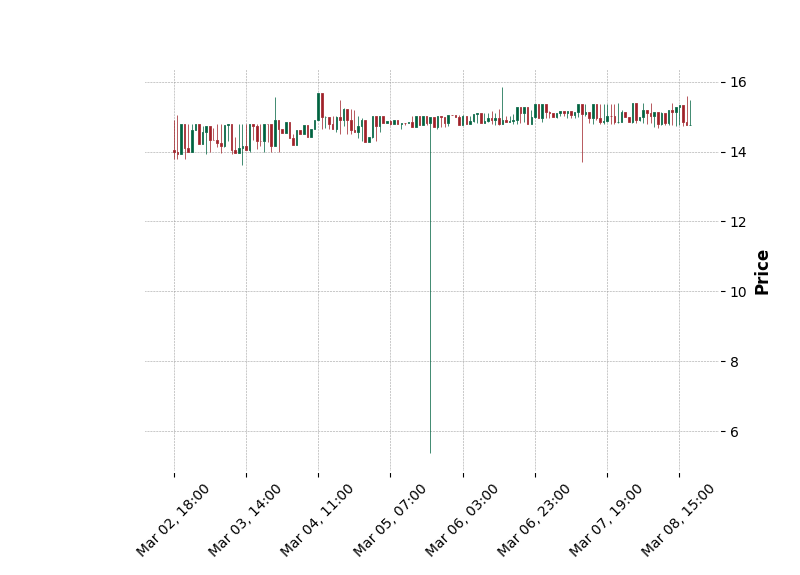 16
14
12
10
8
6
Price
Mar 02, 18:00
Mar 03, 14:00
Mar 04, 11:00
Mar 05, 07:00
Mar 06, 03:00
Mar 06, 23:00
Mar 07, 19:00
Mar 08, 15:00